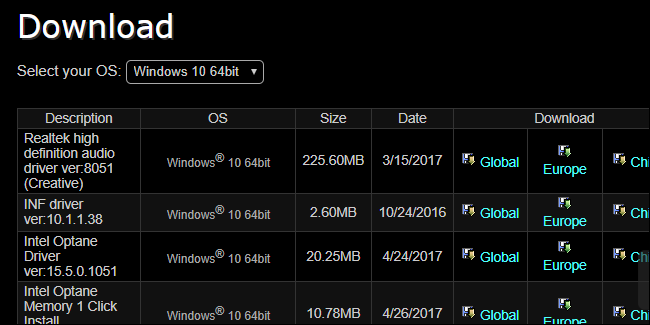 Download
Select your OS: Windows 10 64bit
Description OS Size Date Download
Realtek high
definition audio
driver ver:8051
(Creative)
Windows® 10 64bit 225.60MB 3/15/2017 Global Europe
INF driver
ver:10.1.1.38
Windows® 10 64bit 2.60MB 10/24/2016 Global Europe
Intel Optane
Driver
ver:15.5.0.1051
Windows® 10 64bit 20.25MB 4/24/2017 Global Europe
Intel Optane
Memory 1 Click
Install
Windows® 10 64bit 10.78MB 4/26/2017 Global Europe